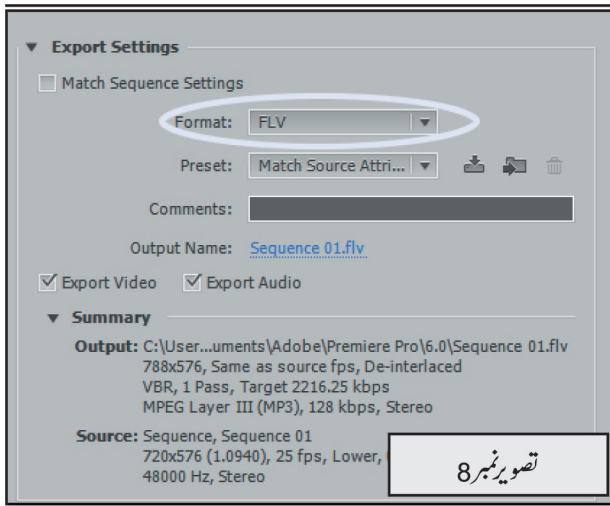 Export Settings
Match Sequence Settings
Format: FLV
Preset: Match Source Attri...
Comments:
Output Name: Sequence 01.flv
Export Video Export Audio
Summary
Output: C:\User...uments\Adobe\Premiere Pro\6.0\Sequence 01.flv
788x576, Same as source fps, De-interlaced
VBR, 1 Pass, Target 2216.25 kbps
MPEG Layer III (MP3), 128 kbps, Stereo
Source: Sequence, Sequence 01
720x576 (1.0940), 25 fps, Lower,
48000 Hz, Stereo
تصویر نمبر 8